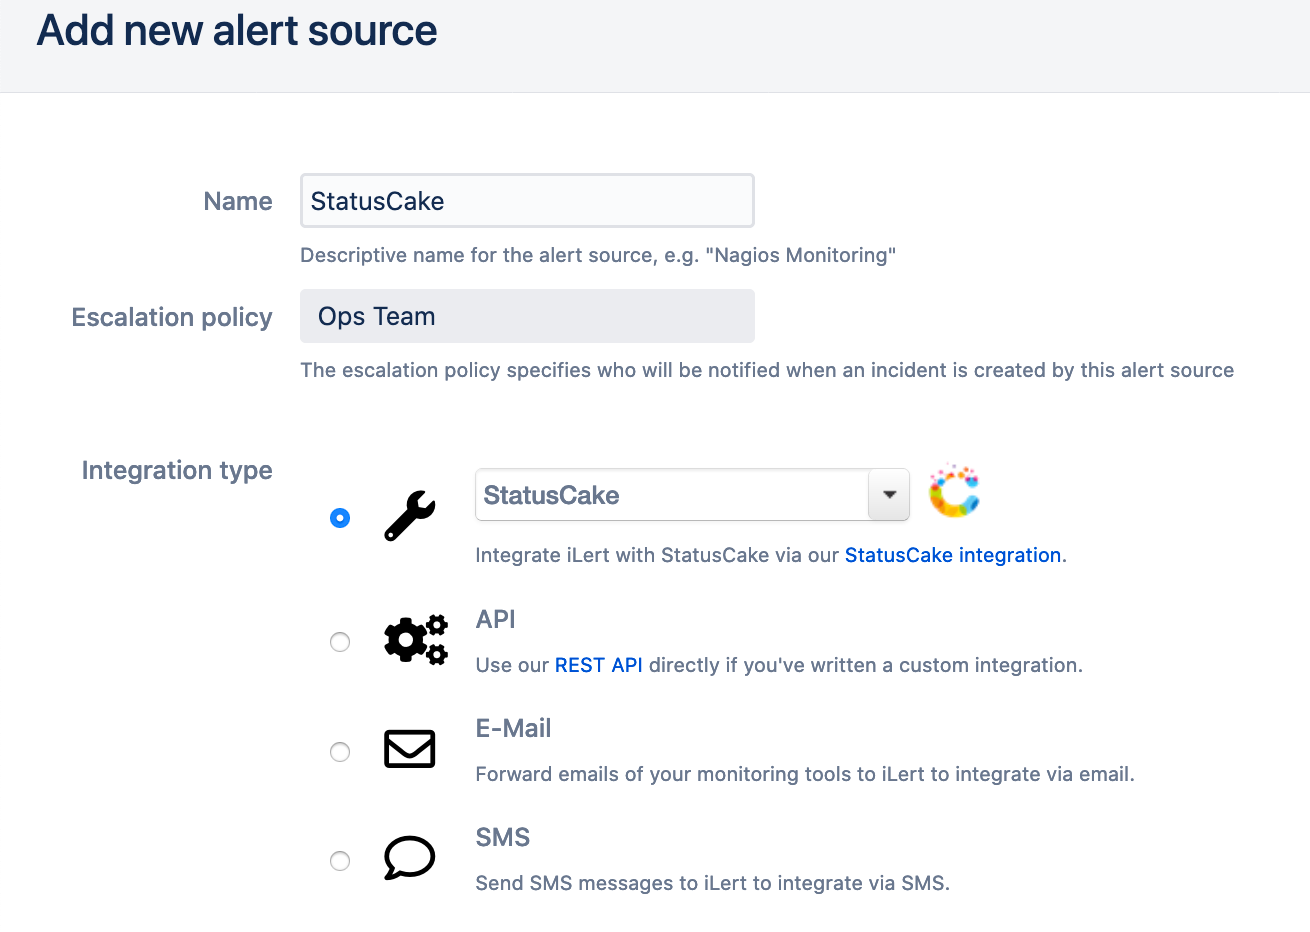 Add new alert source
Name
StatusCake
Descriptive name for the alert source, e.g. "Nagios Monitoring"
Escalation policy
Ops Team
The escalation policy specifies who will be notified when an incident is created by this alert source
Integration type
StatusCake
Integrate iLert with StatusCake via our StatusCake integration.
API
Use our REST API directly if you've written a custom integration.
E-Mail
Forward emails of your monitoring tools to iLert to integrate via email.
SMS
Send SMS messages to iLert to integrate via SMS.